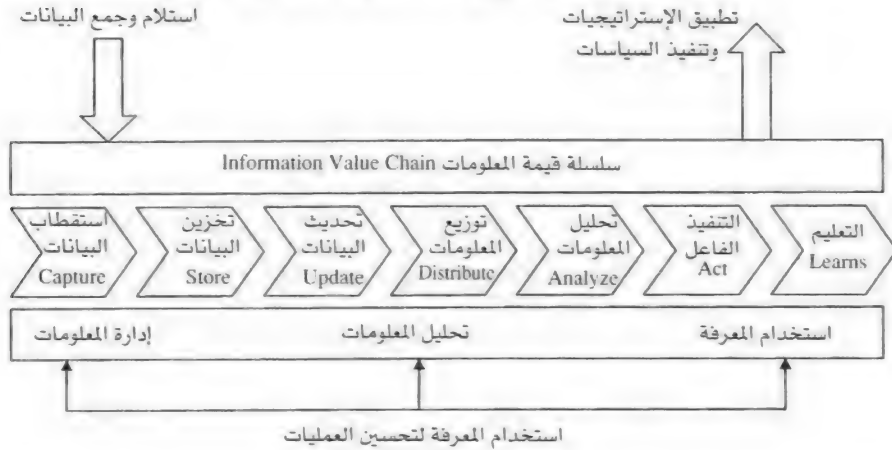 استلام وجمع البيانات
تطبيق الإستراتيجيات
وتنفيذ السياسات
سلسلة قيمة المعلومات Information Value Chain
استقطاب
البيانات
Capture
تخزين
البيانات
Store
تحديث
البيانات
Update
توزيع
المعلومات
Distribute
تحليل
المعلومات
Analyze
التنفيذ
الفاعل
Act
التعليم
Learns
إدارة المعلومات
تحليل المعلومات
استخدام المعرفة
استخدام المعرفة لتحسين العمليات